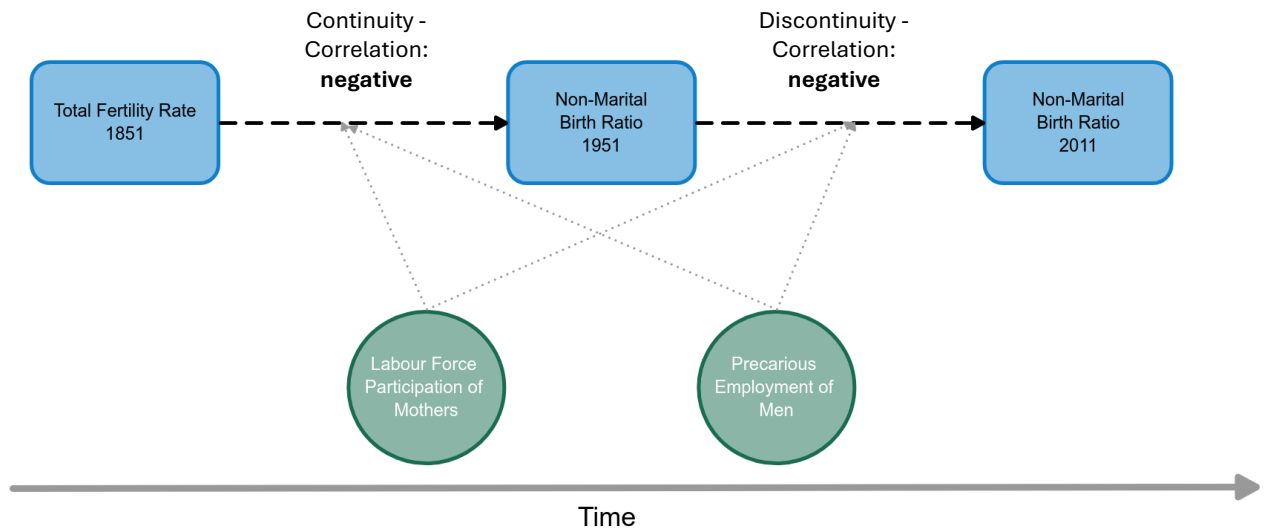 Continuity -
Correlation:
negative
Discontinuity -
Correlation:
negative
Total Fertility Rate
1851
Non-Marital
Birth Ratio
1951
Non-Marital
Birth Ratio
2011
Labour Force
Participation of
Mothers
Precarious
Employment of
Men
Time